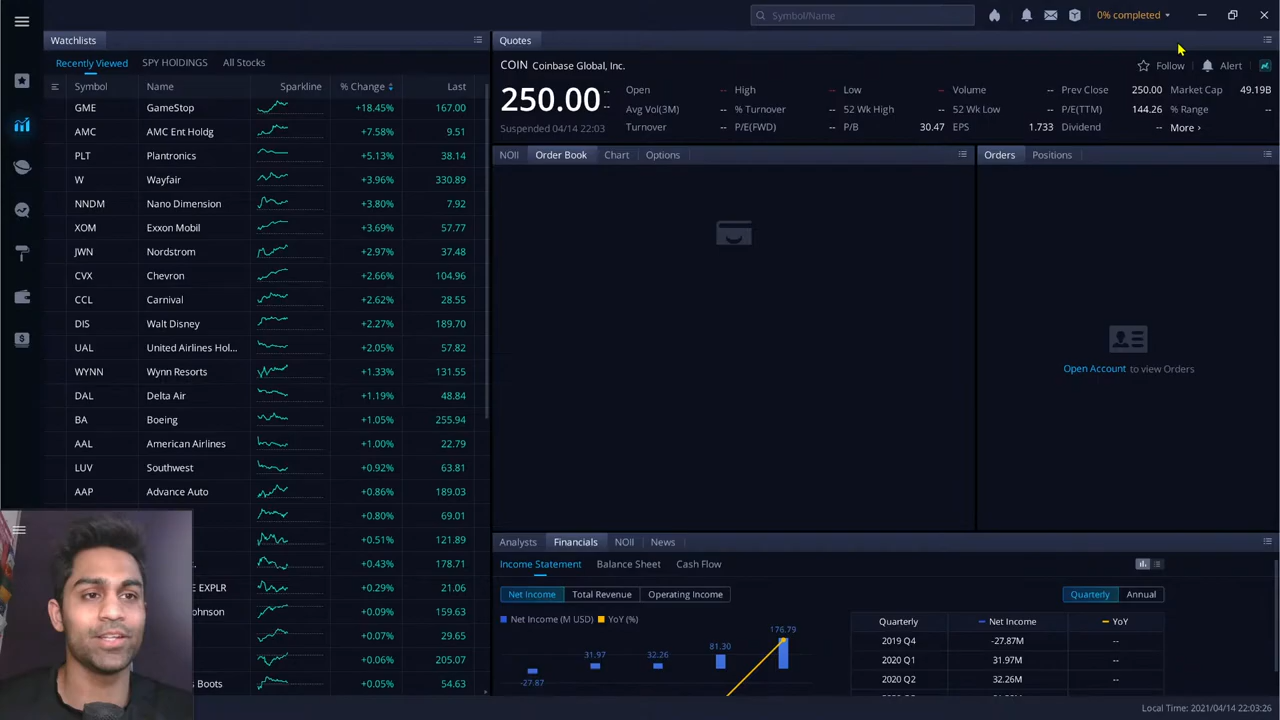 Symbol/Name
0% completed
Watchlists
Recently Viewed SPY HOlDINGS All Stocks
Symbol Name Sparkline % Change Last
GME GameStop +18.45% 167.00
AMC AMC Ent Holdg +7.58% 9.51
PLT Plantronics +5.13% 38.14
W Wayfair +3.96% 330.89
NNDM Nano Dimension +3.80% 7.92
XOM Exxon Mobil +3.69% 57.77
JWN Nordstrom +2.97% 37.48
CVX Chevron +2.66% 104.96
CCL Carnival +2.62% 28.55
DIS Walt Disney +2.27% 189.70
UAL United Airlines Hol... +2.05% 57.82
WYNN Wynn Resorts +1.33% 131.55
DAL Delta Air +1.19% 48.84
BA Boeing +1.05% 255.94
AAL American Airlines +1.00% 22.79
LUV Southwest +0.92% 63.81
AAP Advance Auto +0.86% 189.03
+0.80% 69.01
+0.51% 121.89
+0.43% 178.71
E EXPLR +0.29% 21.06
ohnson +0.09% 159.63
+0.07% 29.65
+0.06% 205.07
s Boots +0.05% 54.63
Quotes
COIN Coinbase Global, Inc. Follow Alert
250.00 -- --
Suspended 04/14 22:03
Open -- High -- Low -- Volume -- Prev Close 250.00 Market Cap 49.19B
Avg Vol(3M) -- % Turnover -- 52 Wk High -- 52 Wk Low -- P/E(TTM) 144.26 % Range --
Turnover -- P/E(FWD) -- P/B 30.47 EPS 1.733 Dividend -- More ›
NOII Order Book Chart Options
Orders Positions
Open Account to view Orders
Analysts Financials NOII News
Income Statement Balance Sheet Cash Flow
Net Income Total Revenue Operating Income Quarterly Annual
Net Income (M USD) YoY (%)
-27.87 31.97 32.26 81.30 176.79
Quarterly Net Income YoY
2019 Q4 -27.87M --
2020 Q1 31.97M --
2020 Q2 32.26M --
Local Time: 2021/04/14 22:03:26